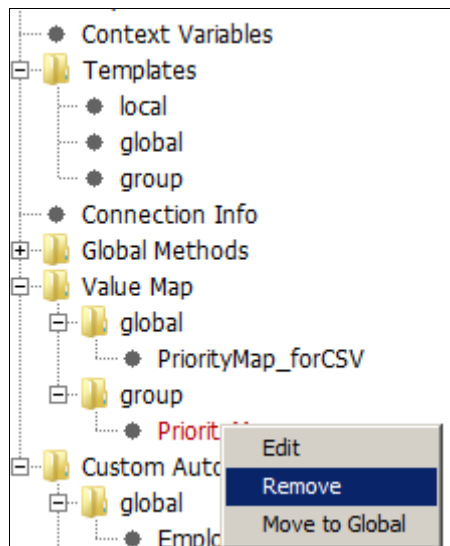 Context Variables
Templates
local
global
group
Connection Info
Global Methods
Value Map
global
PriorityMap_forCSV
group
Edit
Custom
Remove
global
Move to Global